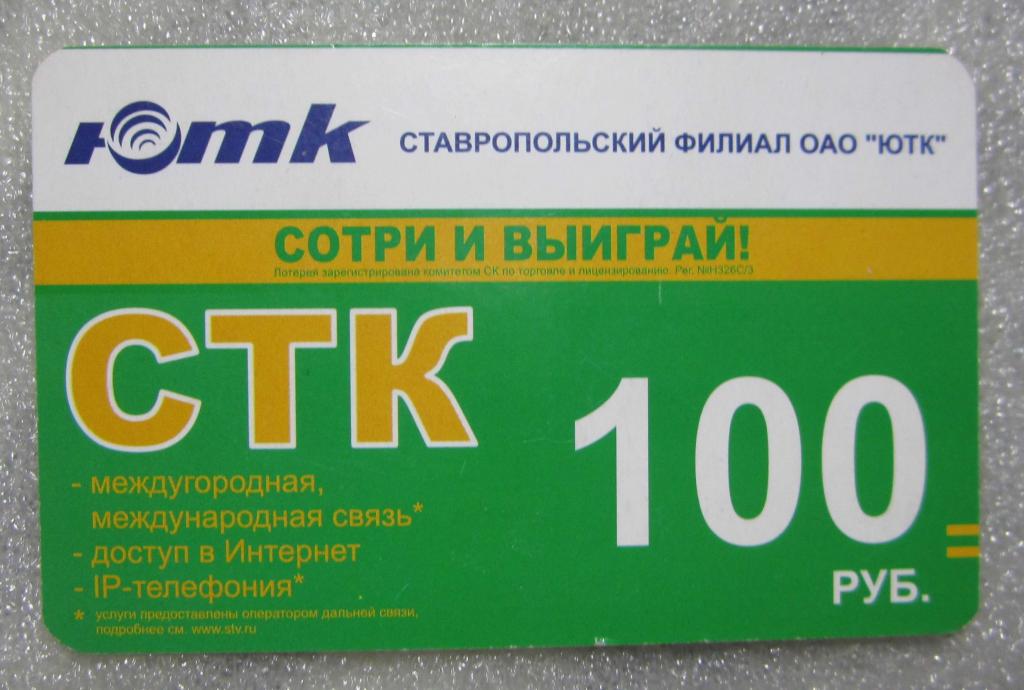 Ютк
СТАВРОПОЛЬСКИЙ ФИЛИАЛ ОАО "ЮТК"
СОТРИ И ВЫИГРАЙ!
Лотерея зарегистрирована комитетом СК по торговле и лицензированию. Рег. №Н326С/3
СТК
- междугородная,
международная связь*
- доступ в Интернет
- IP-телефония*
* услуги предоставлены оператором дальней связи,
подробнее см. www.stv.ru
100=
РУБ.